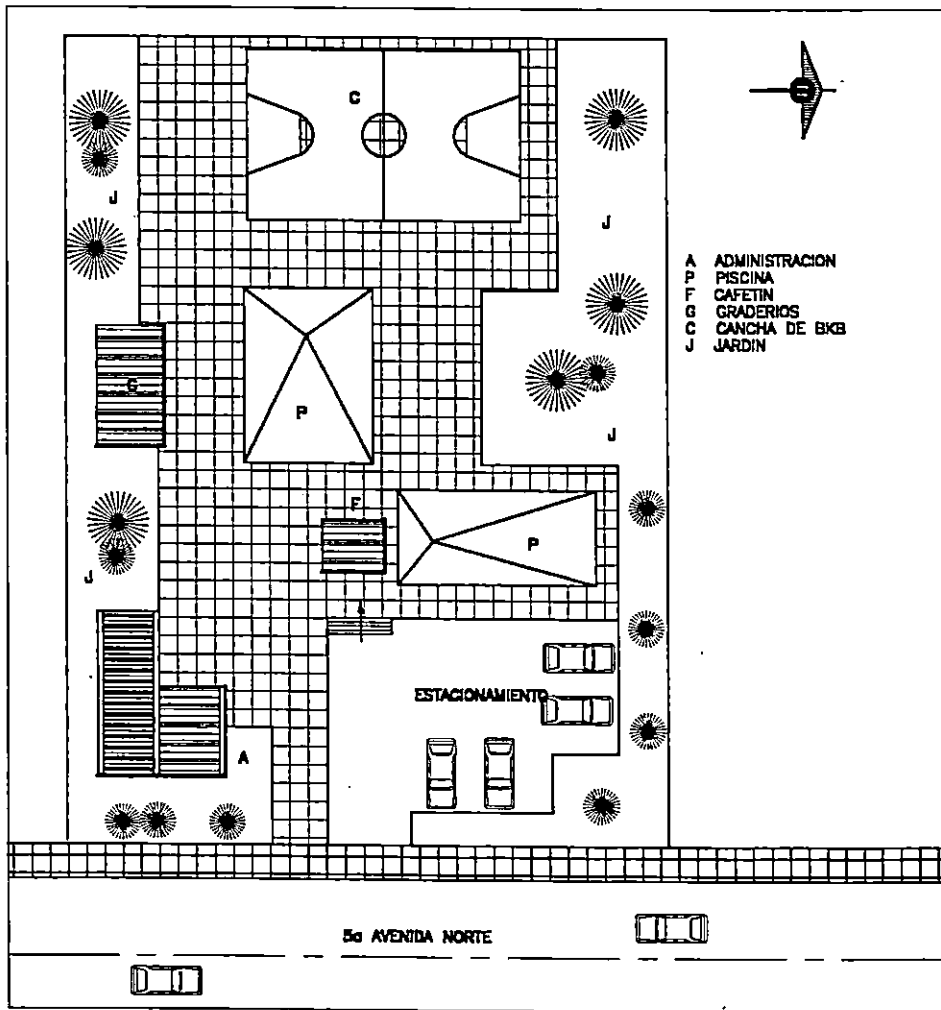 C
J
J
A ADMINISTRACION
P PISCINA
F CAFETIN
G GRADERIOS
C CANCHA DE BKB
J JARDIN
G
P
J
F
P
J
ESTACIONAMIENTO
A
5a AVENIDA NORTE